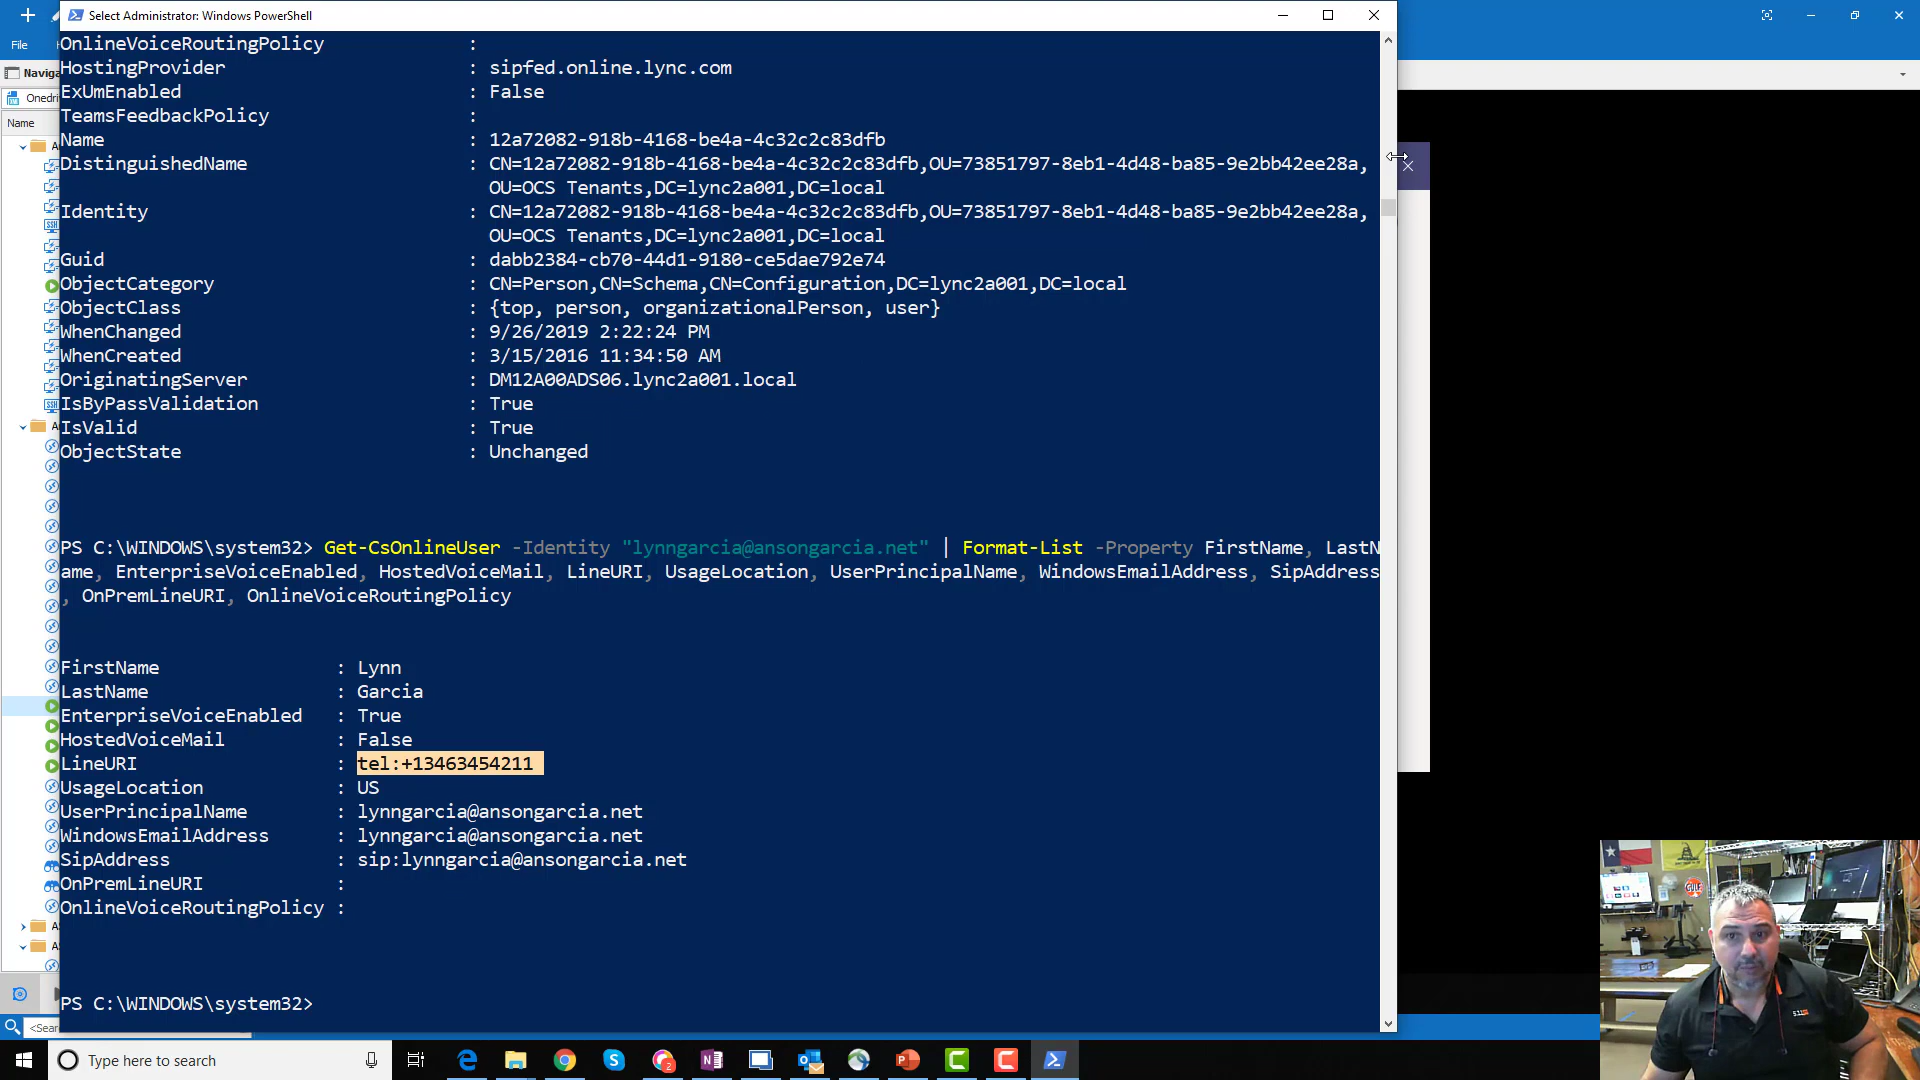 Select Administrator: Windows PowerShell
File
Naviga
Onedri
Name
OnlineVoiceRoutingPolicy :
HostingProvider : sipfed.online.lync.com
ExUmEnabled : False
TeamsFeedbackPolicy :
Name : 12a72082-918b-4168-be4a-4c32c2c83dfb
DistinguishedName : CN=12a72082-918b-4168-be4a-4c32c2c83dfb,OU=73851797-8eb1-4d48-ba85-9e2bb42ee28a,
OU=OCS Tenants,DC=lync2a001,DC=local
Identity : CN=12a72082-918b-4168-be4a-4c32c2c83dfb,OU=73851797-8eb1-4d48-ba85-9e2bb42ee28a,
OU=OCS Tenants,DC=lync2a001,DC=local
Guid : dabb2384-cb70-44d1-9180-ce5dae792e74
ObjectCategory : CN=Person,CN=Schema,CN=Configuration,DC=lync2a001,DC=local
ObjectClass : {top, person, organizationalPerson, user}
WhenChanged : 9/26/2019 2:22:24 PM
WhenCreated : 3/15/2016 11:34:50 AM
OriginatingServer : DM12A00ADS06.lync2a001.local
IsByPassValidation : True
IsValid : True
ObjectState : Unchanged
PS C:\WINDOWS\system32> Get-CsOnlineUser -Identity "lynngarcia@ansongarcia.net" | Format-List -Property FirstName, LastN
ame, EnterpriseVoiceEnabled, HostedVoiceMail, LineURI, UsageLocation, UserPrincipalName, WindowsEmailAddress, SipAddress
, OnPremLineURI, OnlineVoiceRoutingPolicy
FirstName : Lynn
LastName : Garcia
EnterpriseVoiceEnabled : True
HostedVoiceMail : False
LineURI : tel:+13463454211
UsageLocation : US
UserPrincipalName : lynngarcia@ansongarcia.net
WindowsEmailAddress : lynngarcia@ansongarcia.net
SipAddress : sip:lynngarcia@ansongarcia.net
OnPremLineURI :
OnlineVoiceRoutingPolicy :
PS C:\WINDOWS\system32>
<Sear
Type here to search